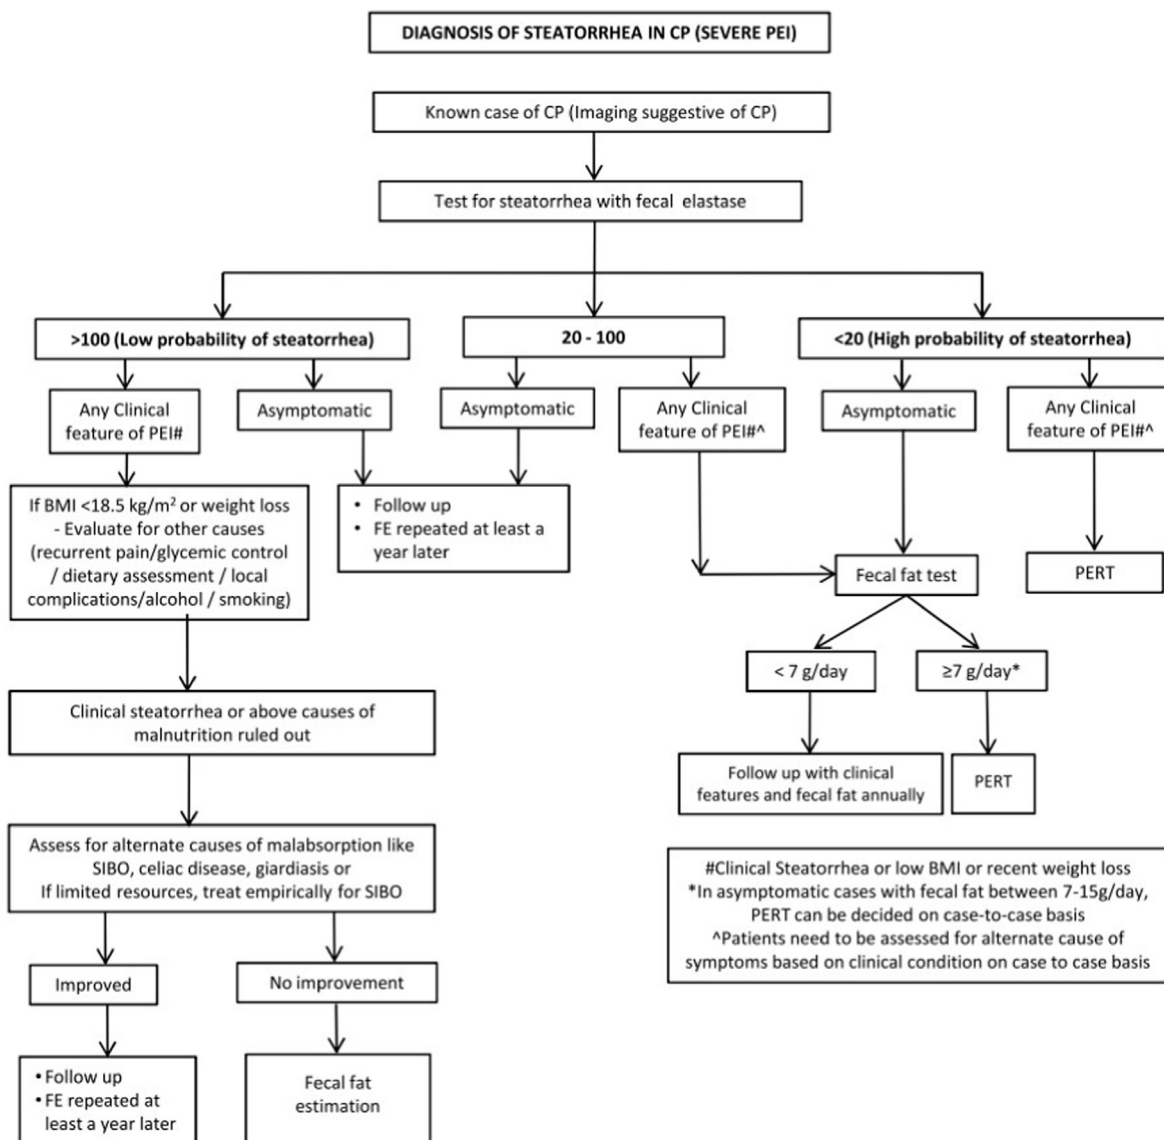 DIAGNOSIS OF STEATORRHEA IN CP (SEVERE PEI)
Known case of CP (Imaging suggestive of CP)
Test for steatorrhea with fecal elastase
>100 (Low probability of steatorrhea)
20 - 100
<20 (High probability of steatorrhea)
Any Clinical
feature of PEI#
Asymptomatic
Asymptomatic
Any Clinical
feature of PEI#^
Asymptomatic
Any Clinical
feature of PEI#^
If BMI <18.5 kg/m² or weight loss
- Evaluate for other causes
(recurrent pain/glycemic control
/ dietary assessment / local
complications/alcohol / smoking)
• Follow up
• FE repeated at least a
year later
Fecal fat test
PERT
< 7 g/day
≥7 g/day*
Clinical steatorrhea or above causes of
malnutrition ruled out
Follow up with clinical
features and fecal fat annually
PERT
Assess for alternate causes of malabsorption like
SIBO, celiac disease, giardiasis or
If limited resources, treat empirically for SIBO
#Clinical Steatorrhea or low BMI or recent weight loss
*In asymptomatic cases with fecal fat between 7-15g/day,
PERT can be decided on case-to-case basis
^Patients need to be assessed for alternate cause of
symptoms based on clinical condition on case to case basis
Improved
No improvement
• Follow up
• FE repeated at
least a year later
Fecal fat
estimation